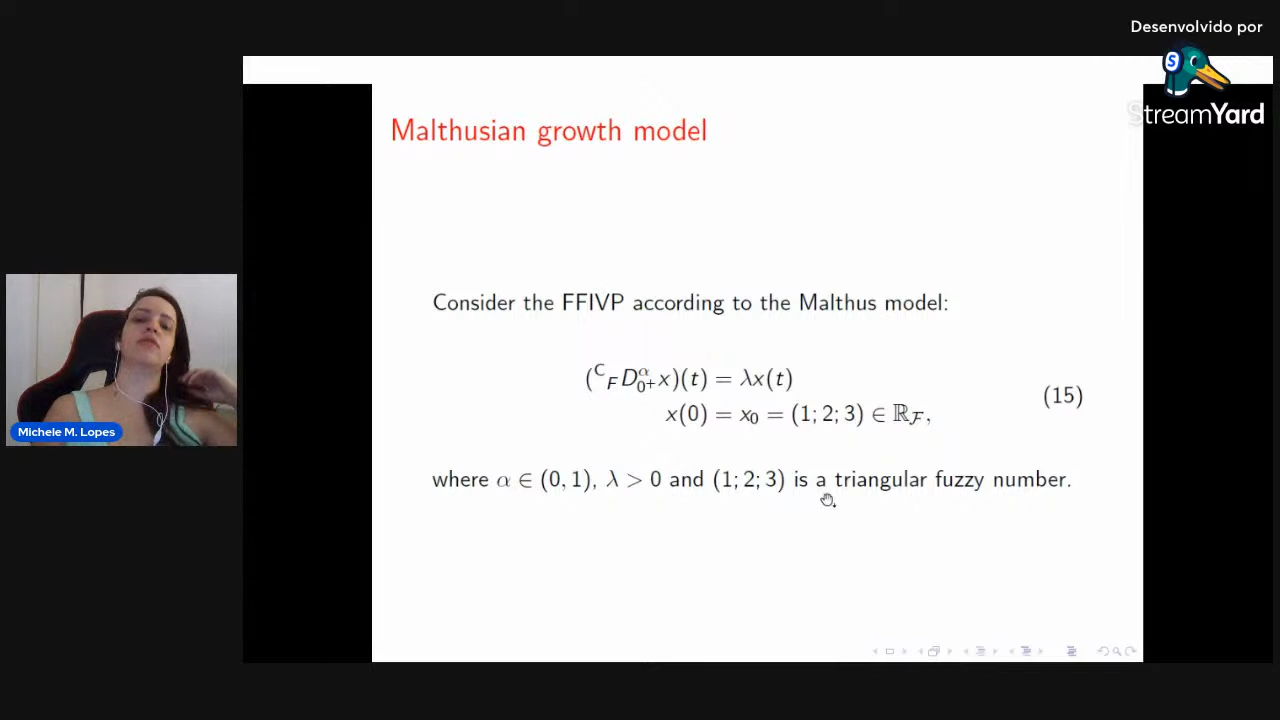 Desenvolvido por
StreamYard
Malthusian growth model
Consider the FFIVP according to the Malthus model:
(^C_F D^α_{0+} x)(t) = λx(t)
x(0) = x₀ = (1; 2; 3) ∈ ℝ_ℱ,
(15)
where α ∈ (0, 1), λ > 0 and (1; 2; 3) is a triangular fuzzy number.
Michele M. Lopes